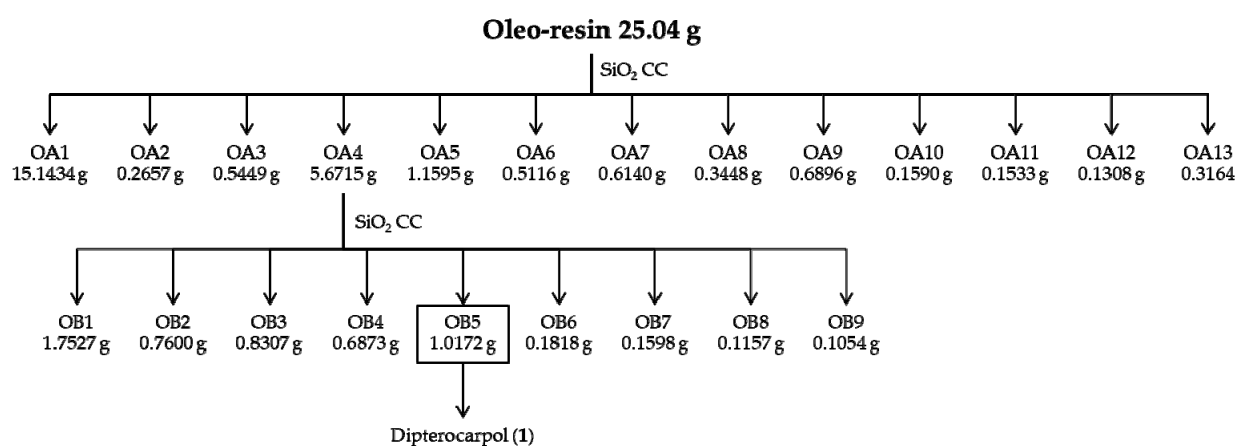 Oleo-resin 25.04 g
SiO₂ CC
OA1 OA2 OA3 OA4 OA5 OA6 OA7 OA8 OA9 OA10 OA11 OA12 OA13
15.1434 g 0.2657 g 0.5449 g 5.6715 g 1.1595 g 0.5116 g 0.6140 g 0.3448 g 0.6896 g 0.1590 g 0.1533 g 0.1308 g 0.3164
SiO₂ CC
OB1 OB2 OB3 OB4 OB5 OB6 OB7 OB8 OB9
1.7527 g 0.7600 g 0.8307 g 0.6873 g 1.0172 g 0.1818 g 0.1598 g 0.1157 g 0.1054 g
Dipterocarpol (1)